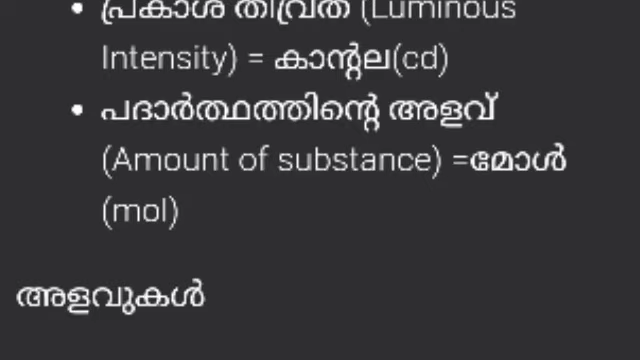 പ്രകാശ തീവ്രത (Luminous
Intensity) = കാന്റല(cd)
പദാർത്ഥത്തിന്റെ അളവ്
(Amount of substance) =മോൾ
(mol)
അളവുകൾ